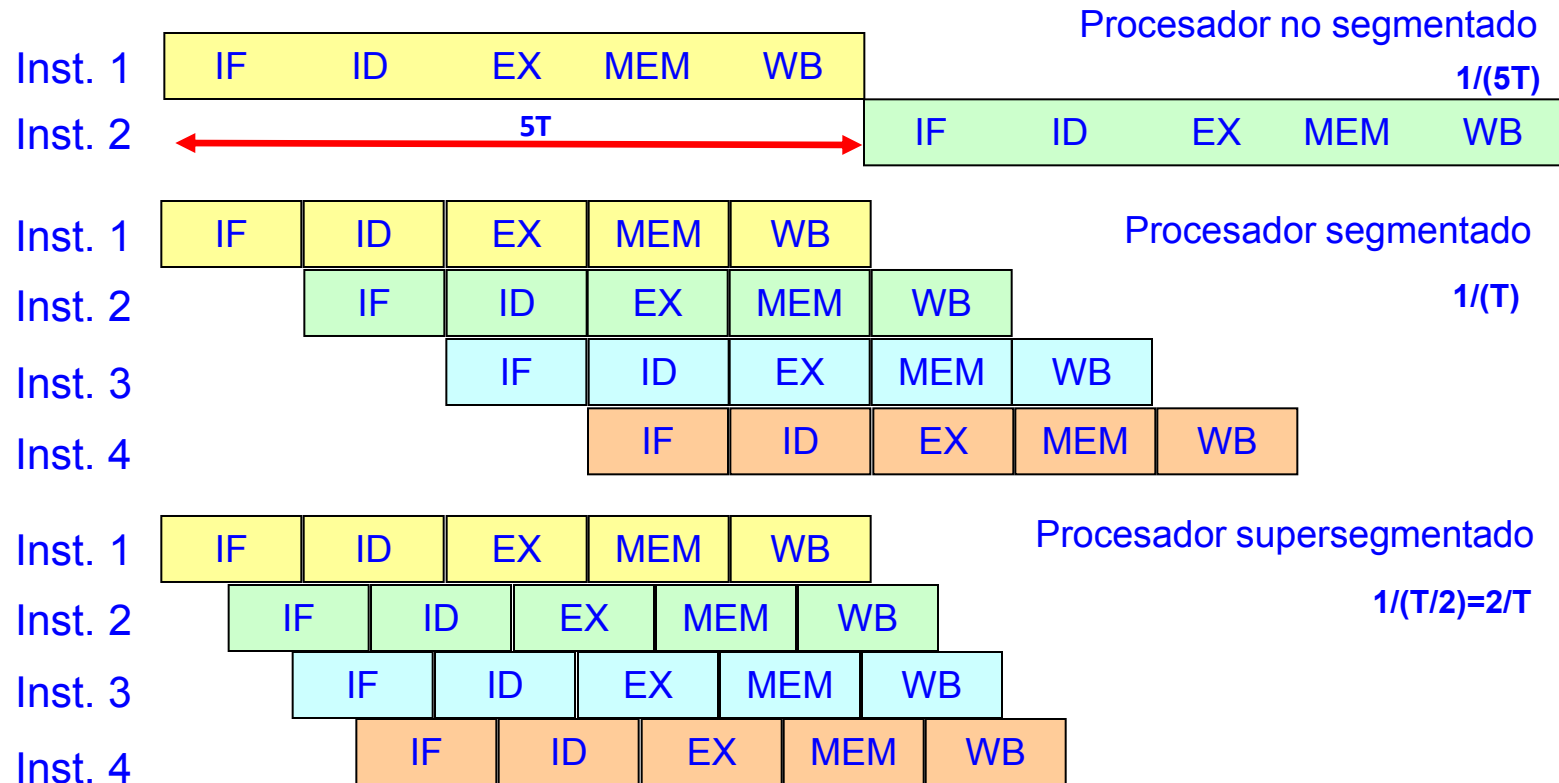 Procesador no segmentado
1/(5T)
Inst. 1 IF ID EX MEM WB
Inst. 2 5T IF ID EX MEM WB
Procesador segmentado
1/(T)
Inst. 1 IF ID EX MEM WB
Inst. 2 IF ID EX MEM WB
Inst. 3 IF ID EX MEM WB
Inst. 4 IF ID EX MEM WB
Procesador supersegmentado
1/(T/2)=2/T
Inst. 1 IF ID EX MEM WB
Inst. 2 IF ID EX MEM WB
Inst. 3 IF ID EX MEM WB
Inst. 4 IF ID EX MEM WB